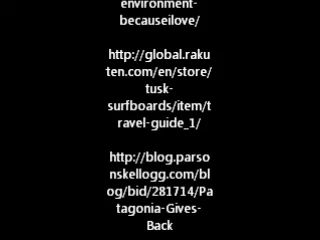 environment-
becauseilove/
http://global.raku
ten.com/en/store/
tusk-
surfboards/item/t
ravel-guide_1/
http://blog.parso
nskellogg.com/bl
og/bid/281714/Pa
tagonia-Gives-
Back